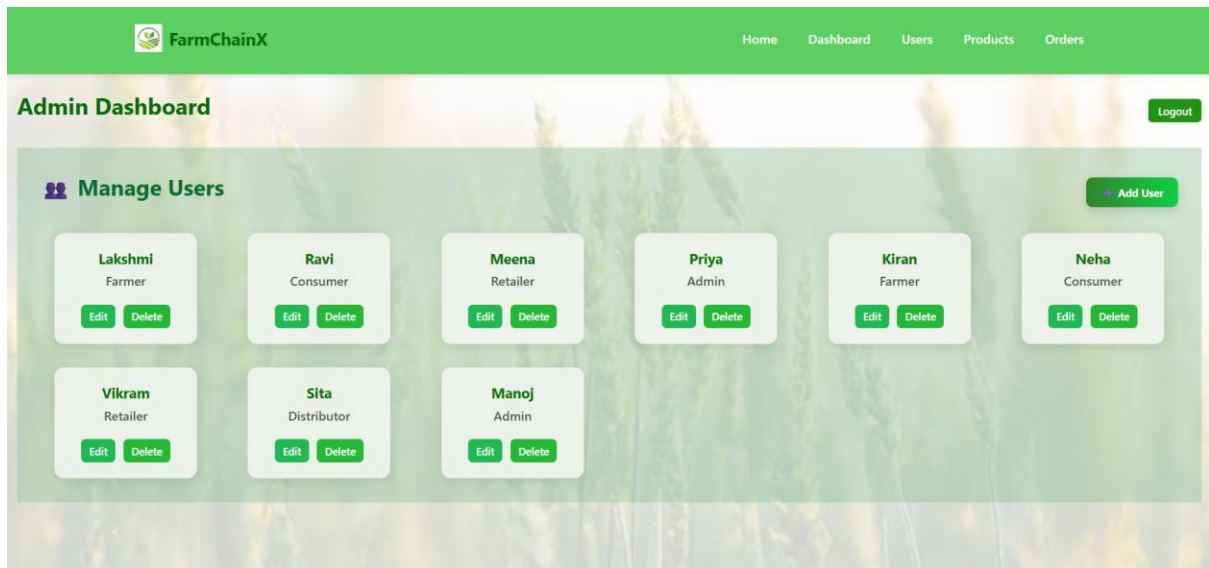 FarmChainX Home Dashboard Users Products Orders
Admin Dashboard
Logout
Manage Users
Add User
Lakshmi Ravi Meena Priya Kiran Neha
Farmer Consumer Retailer Admin Farmer Consumer
Edit Delete Edit Delete Edit Delete Edit Delete Edit Delete Edit Delete
Vikram Sita Manoj
Retailer Distributor Admin
Edit Delete Edit Delete Edit Delete